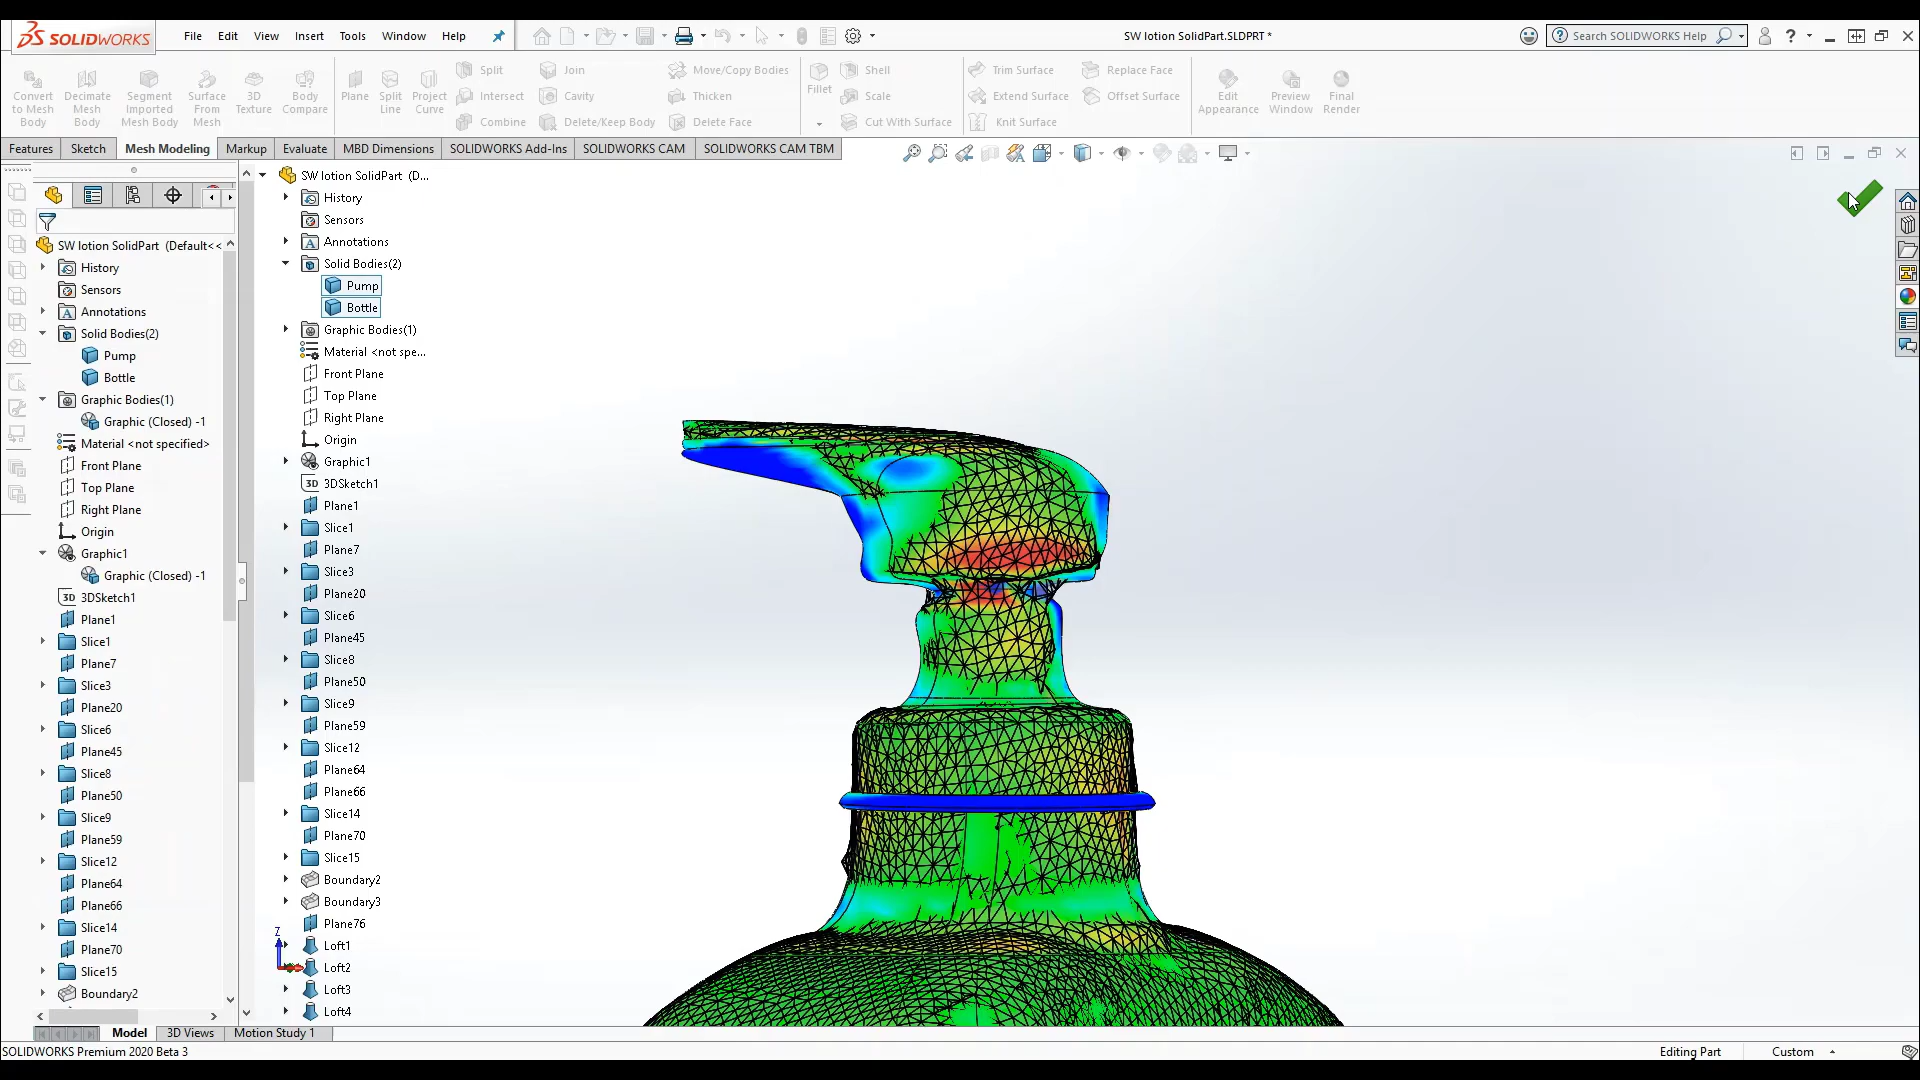 SOLIDWORKS
File Edit View Insert Tools Window Help
SW lotion SolidPart.SLDPRT *
Search SOLIDWORKS Help
Convert to Mesh Body
Decimate Mesh Body
Segment Imported Mesh Body
Surface From Mesh
3D Texture
Body Compare
Plane
Split Line
Project Curve
Split
Intersect
Combine
Join
Cavity
Delete/Keep Body
Move/Copy Bodies
Thicken
Delete Face
Fillet
Shell
Scale
Cut With Surface
Trim Surface
Extend Surface
Knit Surface
Replace Face
Offset Surface
Edit Appearance
Preview Window
Final Render
Features Sketch Mesh Modeling Markup Evaluate MBD Dimensions SOLIDWORKS Add-Ins SOLIDWORKS CAM SOLIDWORKS CAM TBM
SW lotion SolidPart (Default<<
History
Sensors
Annotations
Solid Bodies(2)
Pump
Bottle
Graphic Bodies(1)
Graphic (Closed) -1
Material <not specified>
Front Plane
Top Plane
Right Plane
Origin
Graphic1
Graphic (Closed) -1
3D 3DSketch1
Plane1
Slice1
Plane7
Slice3
Plane20
Slice6
Plane45
Slice8
Plane50
Slice9
Plane59
Slice12
Plane64
Plane66
Slice14
Plane70
Slice15
Boundary2
SW lotion SolidPart (D...
History
Sensors
Annotations
Solid Bodies(2)
Pump
Bottle
Graphic Bodies(1)
Material <not spe...
Front Plane
Top Plane
Right Plane
Origin
Graphic1
3D 3DSketch1
Plane1
Slice1
Plane7
Slice3
Plane20
Slice6
Plane45
Slice8
Plane50
Slice9
Plane59
Slice12
Plane64
Plane66
Slice14
Plane70
Slice15
Boundary2
Boundary3
Plane76
Loft1
Loft2
Loft3
Loft4
Z
Model 3D Views Motion Study 1
SOLIDWORKS Premium 2020 Beta 3
Editing Part Custom